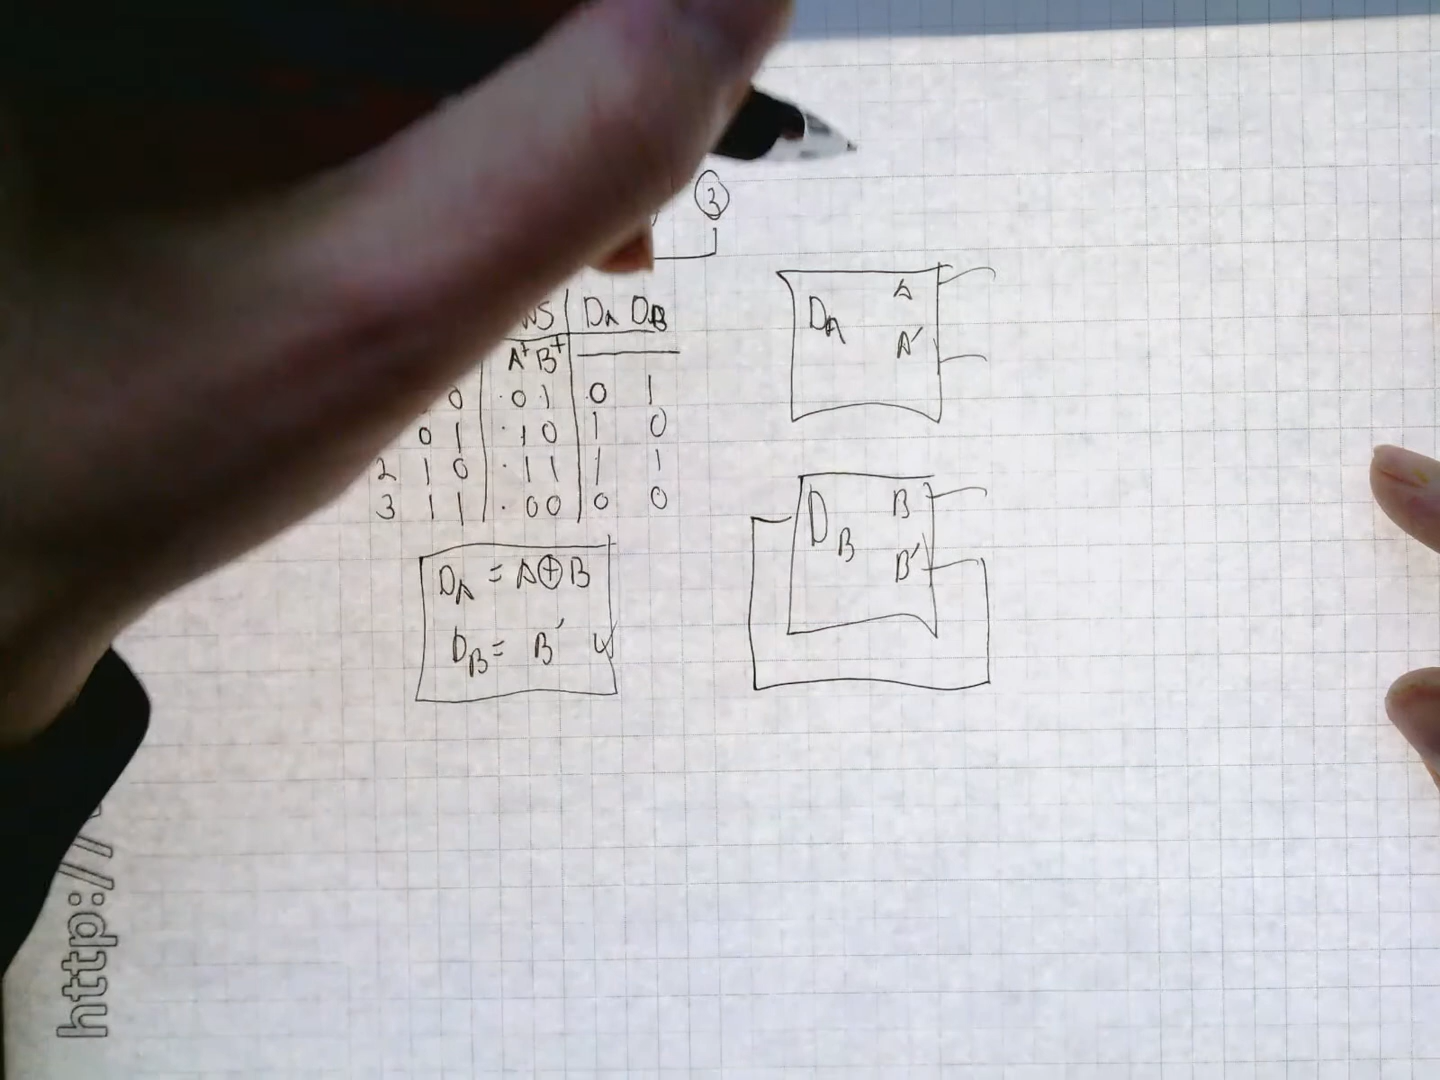 3
NS DA DB
A⁺ B⁺
0 0 1 0 1
0 1 1 0 1 0
2 1 0 1 1 1 1
3 1 1 0 0 0 0
DA = A⊕B
DB = B′
DA A
A′
DB B
B′
http:/